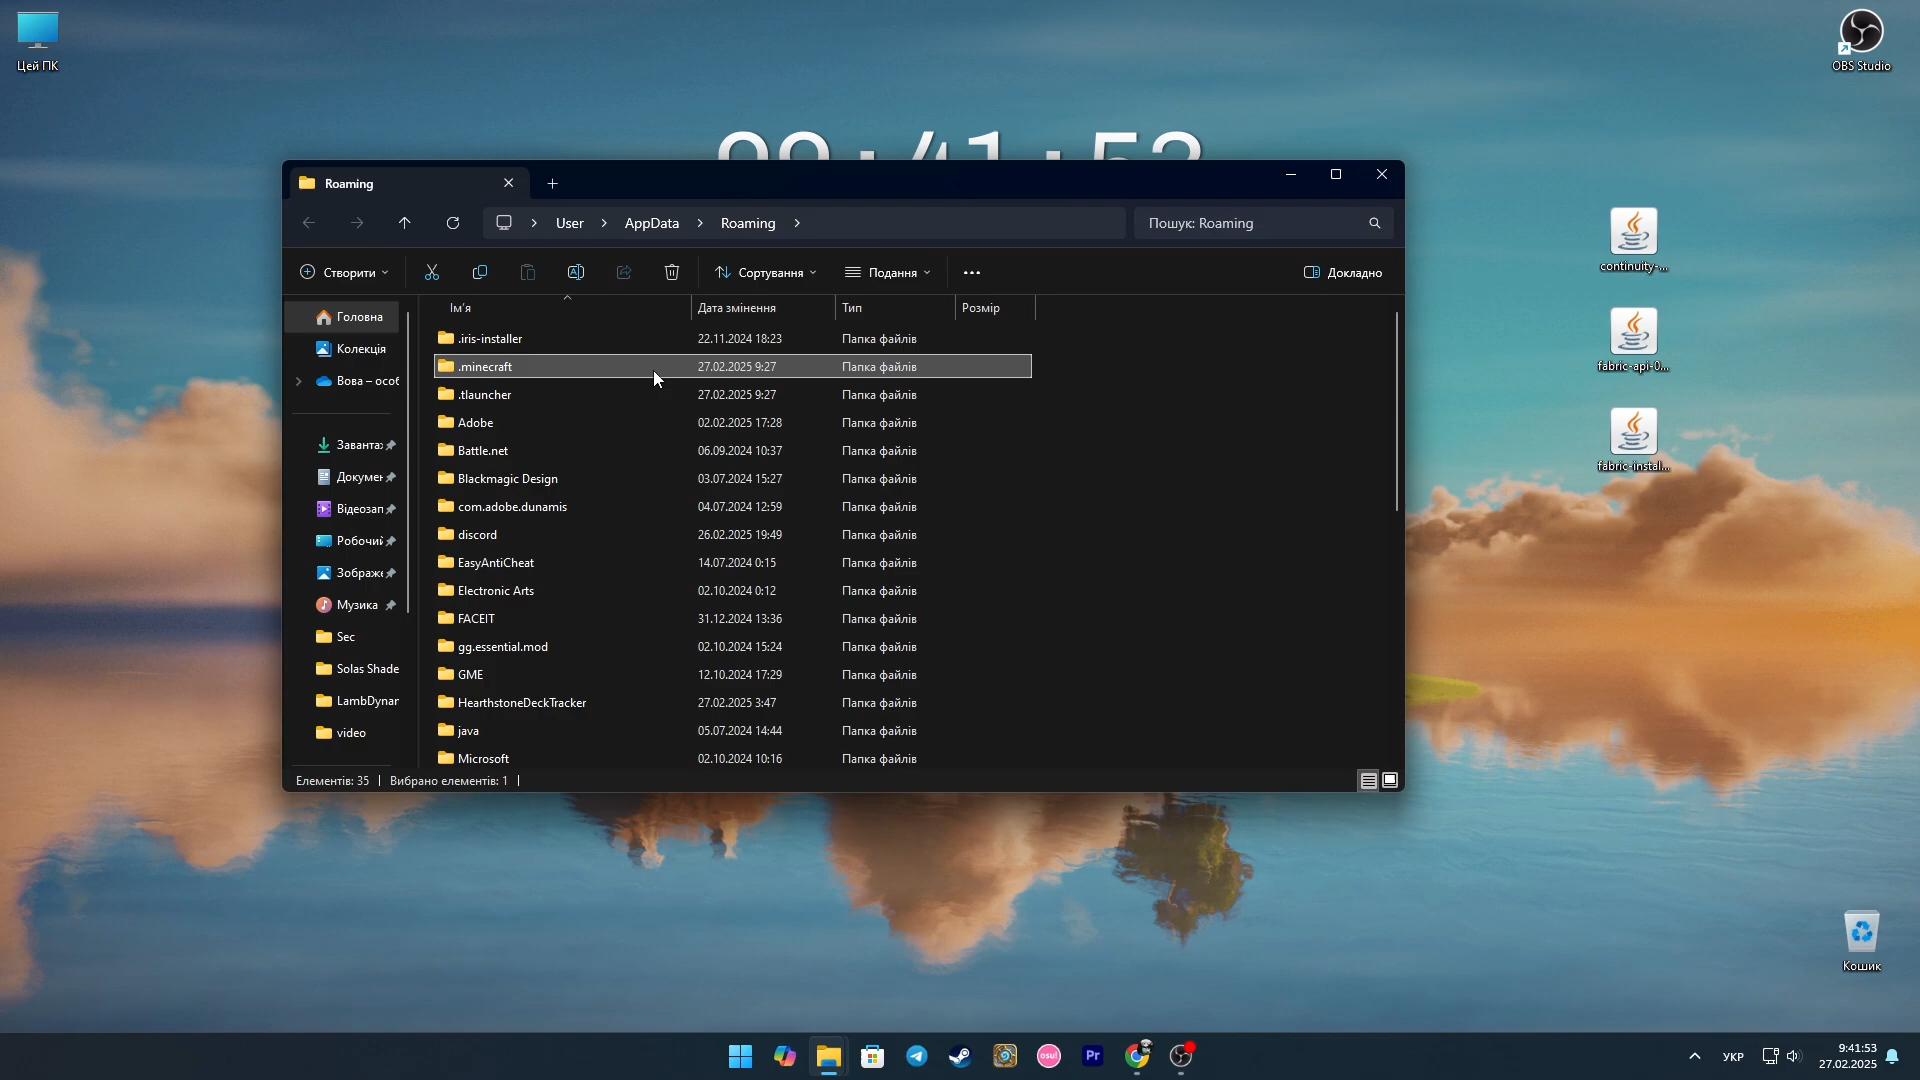 Цей ПК
OBS Studio
Roaming
User
AppData
Roaming
Пошук: Roaming
Створити
Сортування
Подання
Докладно
Ім'я
Дата змінення
Тип
Розмір
Головна
Колекція
Вова – особ
Завантаж
Докумен
Відеозап
Робочий
Зображе
Музика
Sec
Solas Shade
LambDynar
video
.iris-installer 22.11.2024 18:23 Папка файлів
.minecraft 27.02.2025 9:27 Папка файлів
.tlauncher 27.02.2025 9:27 Папка файлів
Adobe 02.02.2025 17:28 Папка файлів
Battle.net 06.09.2024 10:37 Папка файлів
Blackmagic Design 03.07.2024 15:27 Папка файлів
com.adobe.dunamis 04.07.2024 12:59 Папка файлів
discord 26.02.2025 19:49 Папка файлів
EasyAntiCheat 14.07.2024 0:15 Папка файлів
Electronic Arts 02.10.2024 0:12 Папка файлів
FACEIT 31.12.2024 13:36 Папка файлів
gg.essential.mod 02.10.2024 15:24 Папка файлів
GME 12.10.2024 17:29 Папка файлів
HearthstoneDeckTracker 27.02.2025 3:47 Папка файлів
java 05.07.2024 14:44 Папка файлів
Microsoft 02.10.2024 10:16 Папка файлів
Елементів: 35
Вибрано елементів: 1
continuity-...
fabric-api-0...
fabric-instal...
Кошик
osu!
Pr
УКР
9:41:53
27.02.2025